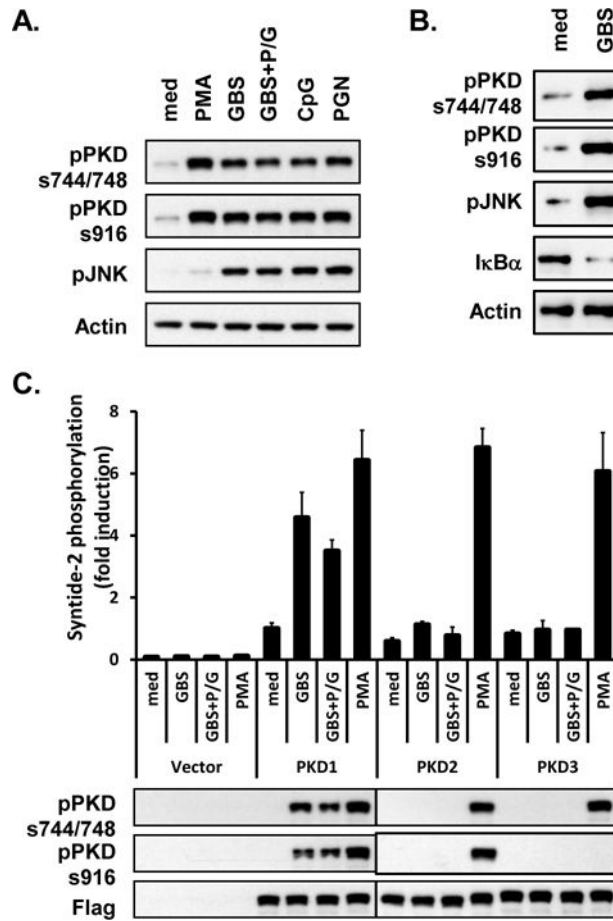 A.
med PMA GBS GBS+P/G CpG PGN
pPKD
s744/748
pPKD
s916
pJNK
Actin
B.
med GBS
pPKD
s744/748
pPKD
s916
pJNK
IκBα
Actin
C.
Syntide-2 phosphorylation
(fold induction)
8
6
4
2
0
med GBS GBS+P/G PMA med GBS GBS+P/G PMA med GBS GBS+P/G PMA med GBS GBS+P/G PMA
Vector PKD1 PKD2 PKD3
pPKD
s744/748
pPKD
s916
Flag